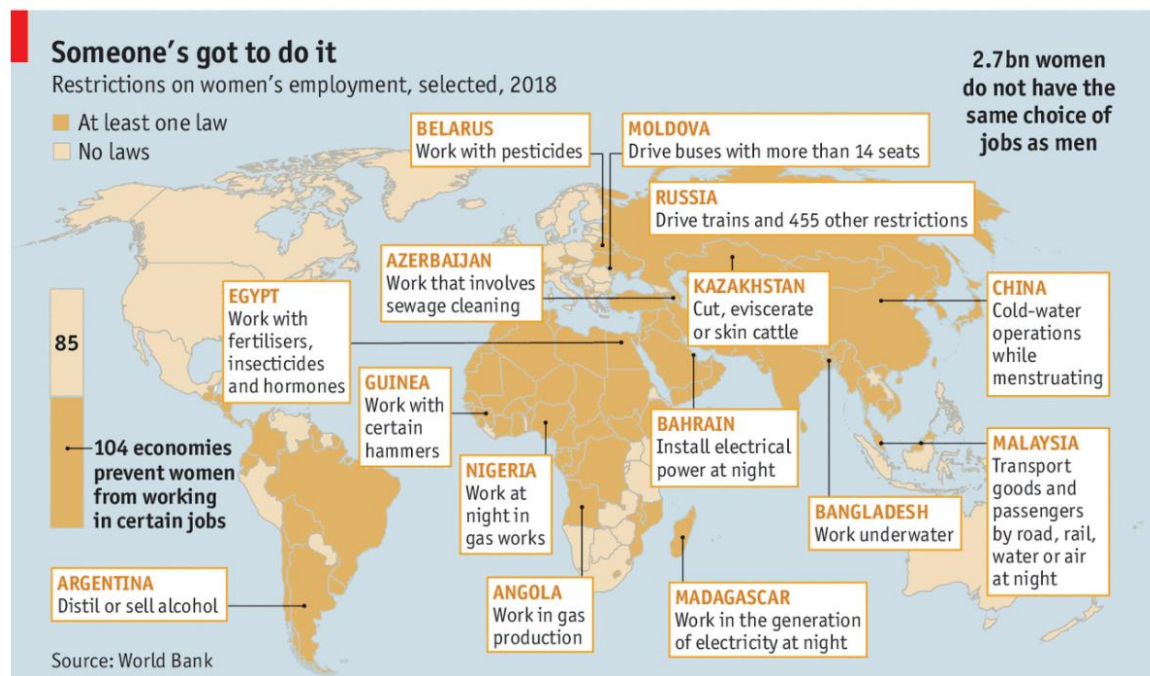 Someone's got to do it
Restrictions on women's employment, selected, 2018
At least one law
No laws
2.7bn women
do not have the
same choice of
jobs as men
BELARUS
Work with pesticides
MOLDOVA
Drive buses with more than 14 seats
RUSSIA
Drive trains and 455 other restrictions
AZERBAIJAN
Work that involves
sewage cleaning
KAZAKHSTAN
Cut, eviscerate
or skin cattle
CHINA
Cold-water
operations
while
menstruating
EGYPT
Work with
fertilisers,
insecticides
and hormones
85
GUINEA
Work with
certain
hammers
BAHRAIN
Install electrical
power at night
MALAYSIA
Transport
goods and
passengers
by road, rail,
water or air
at night
104 economies
prevent women
from working
in certain jobs
NIGERIA
Work at
night in
gas works
BANGLADESH
Work underwater
ARGENTINA
Distil or sell alcohol
ANGOLA
Work in gas
production
MADAGASCAR
Work in the generation
of electricity at night
Source: World Bank